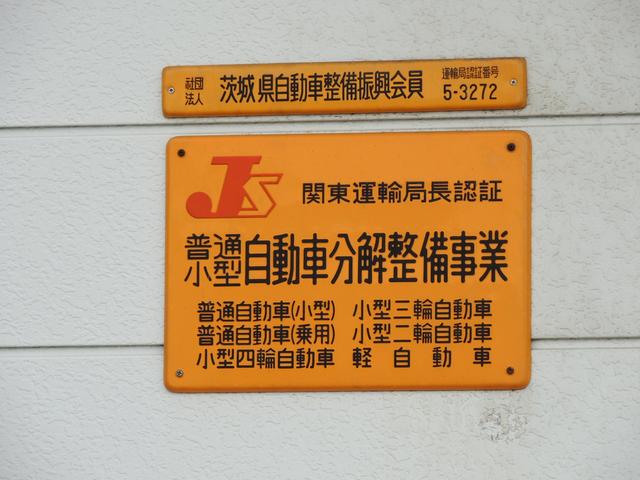 社団法人 茨城県自動車整備振興会員 運輸局認証番号 5-3272
JS 関東運輸局長認証
普通小型自動車分解整備事業
普通自動車(小型) 小型三輪自動車
普通自動車(乗用) 小型二輪自動車
小型四輪自動車 軽自動車